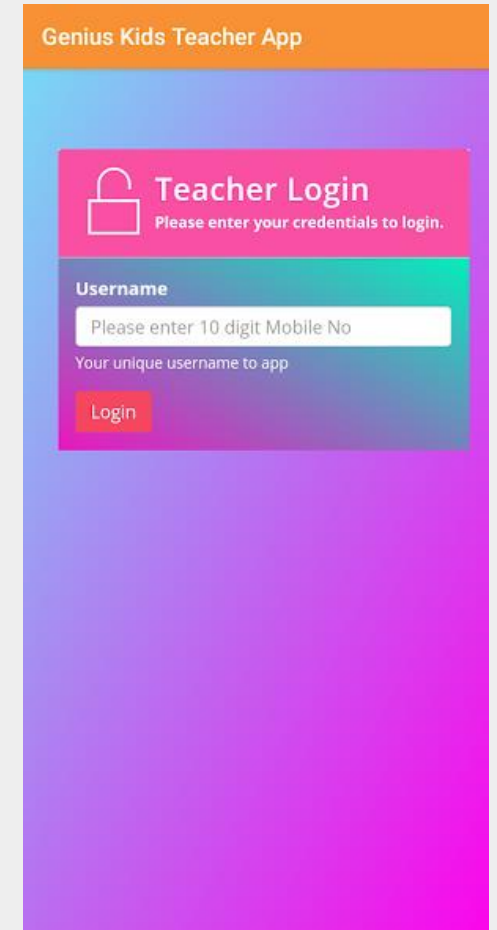 Genius Kids Teacher App
Teacher Login
Please enter your credentials to login.
Username
Please enter 10 digit Mobile No
Your unique username to app
Login